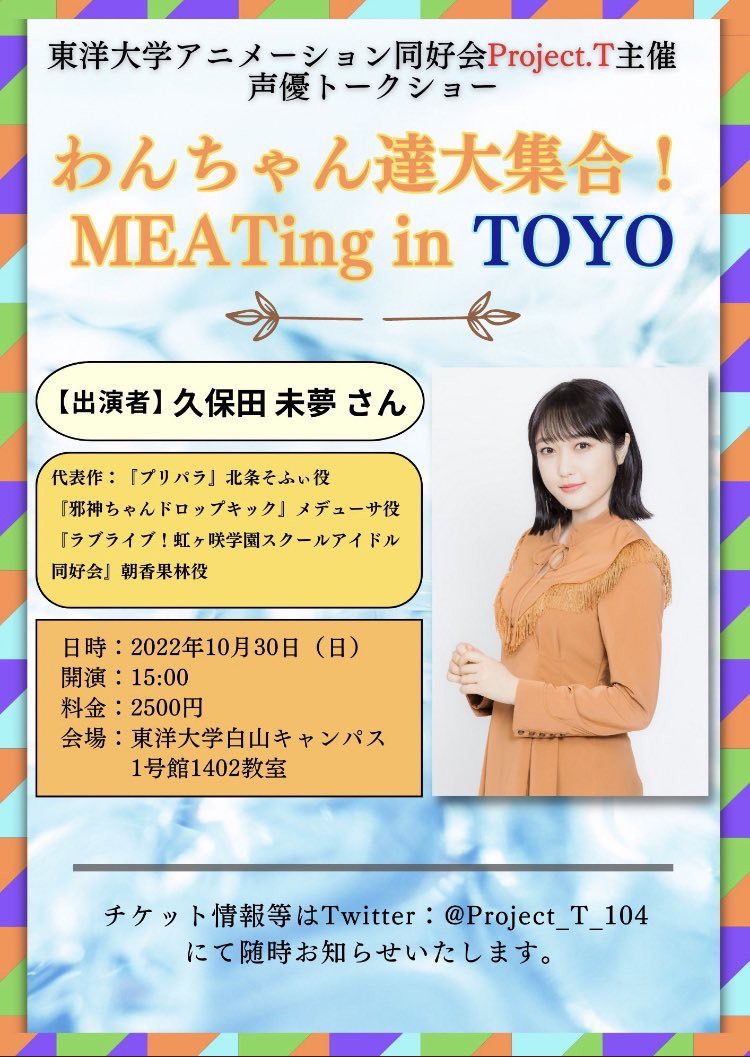 東洋大学アニメーション同好会Project.T主催
声優トークショー
わんちゃん達大集合！
MEATing in TOYO
【出演者】久保田 未夢 さん
代表作：『プリパラ』北条そふぃ役
『邪神ちゃんドロップキック』メデューサ役
『ラブライブ！虹ヶ咲学園スクールアイドル
同好会』朝香果林役
日時：2022年10月30日（日）
開演：15:00
料金：2500円
会場：東洋大学白山キャンパス
1号館1402教室
チケット情報等はTwitter：@Project_T_104
にて随時お知らせいたします。